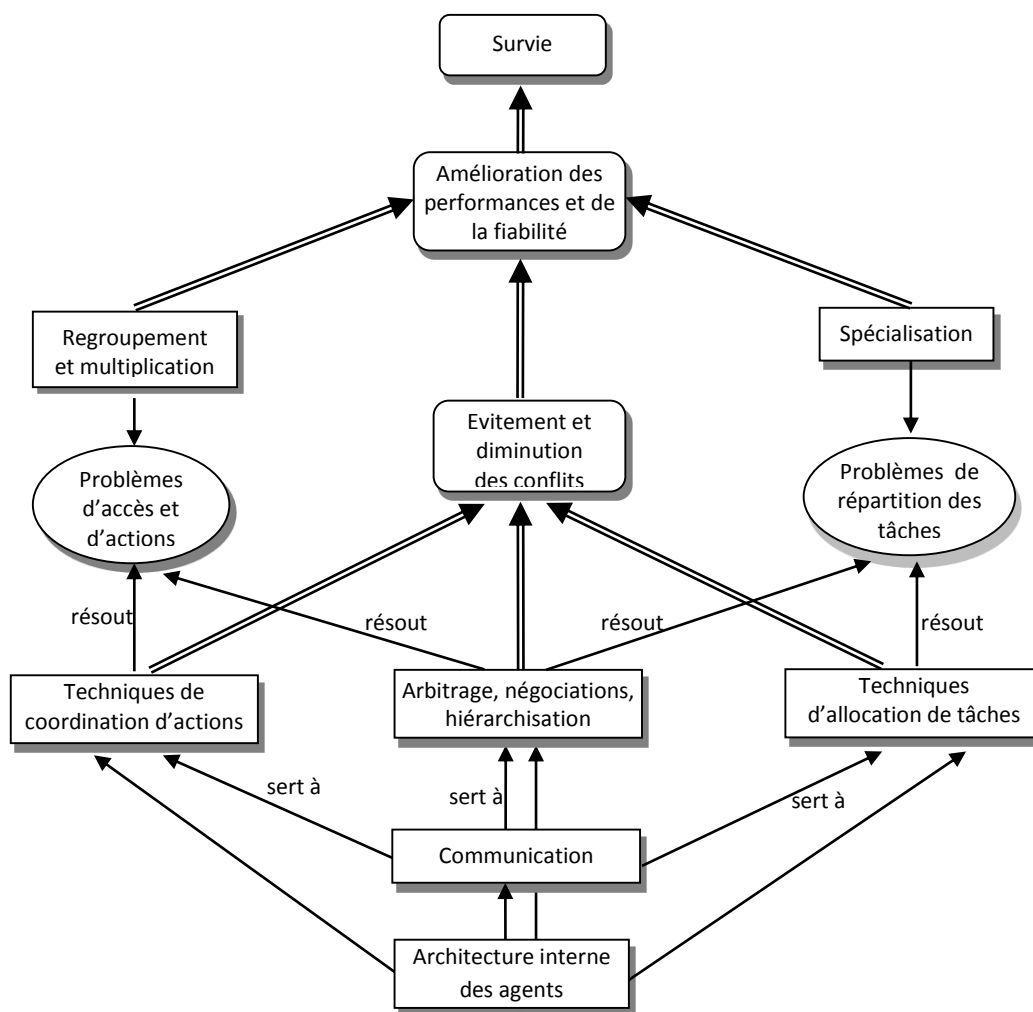 Survie
Amélioration des
performances et de
la fiabilité
Regroupement
et multiplication
Spécialisation
Evitement et
diminution
des conflits
Problèmes
d’accès et
d’actions
Problèmes de
répartition des
tâches
résout
résout
résout
résout
Techniques de
coordination d’actions
Arbitrage, négociations,
hiérarchisation
Techniques
d’allocation de tâches
sert à
sert à
sert à
Communication
Architecture interne
des agents